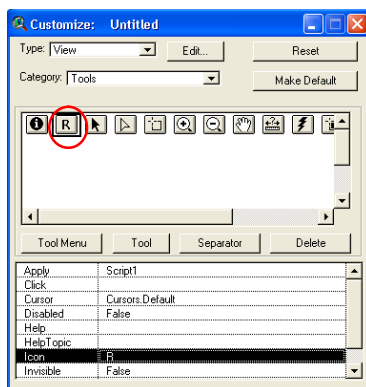 Customize: Untitled
Type: View Edit... Reset
Category: Tools Make Default
R
Tool Menu Tool Separator Delete
Apply Script1
Click
Cursor Cursors.Default
Disabled False
Help
HelpTopic
Icon R
Invisible False